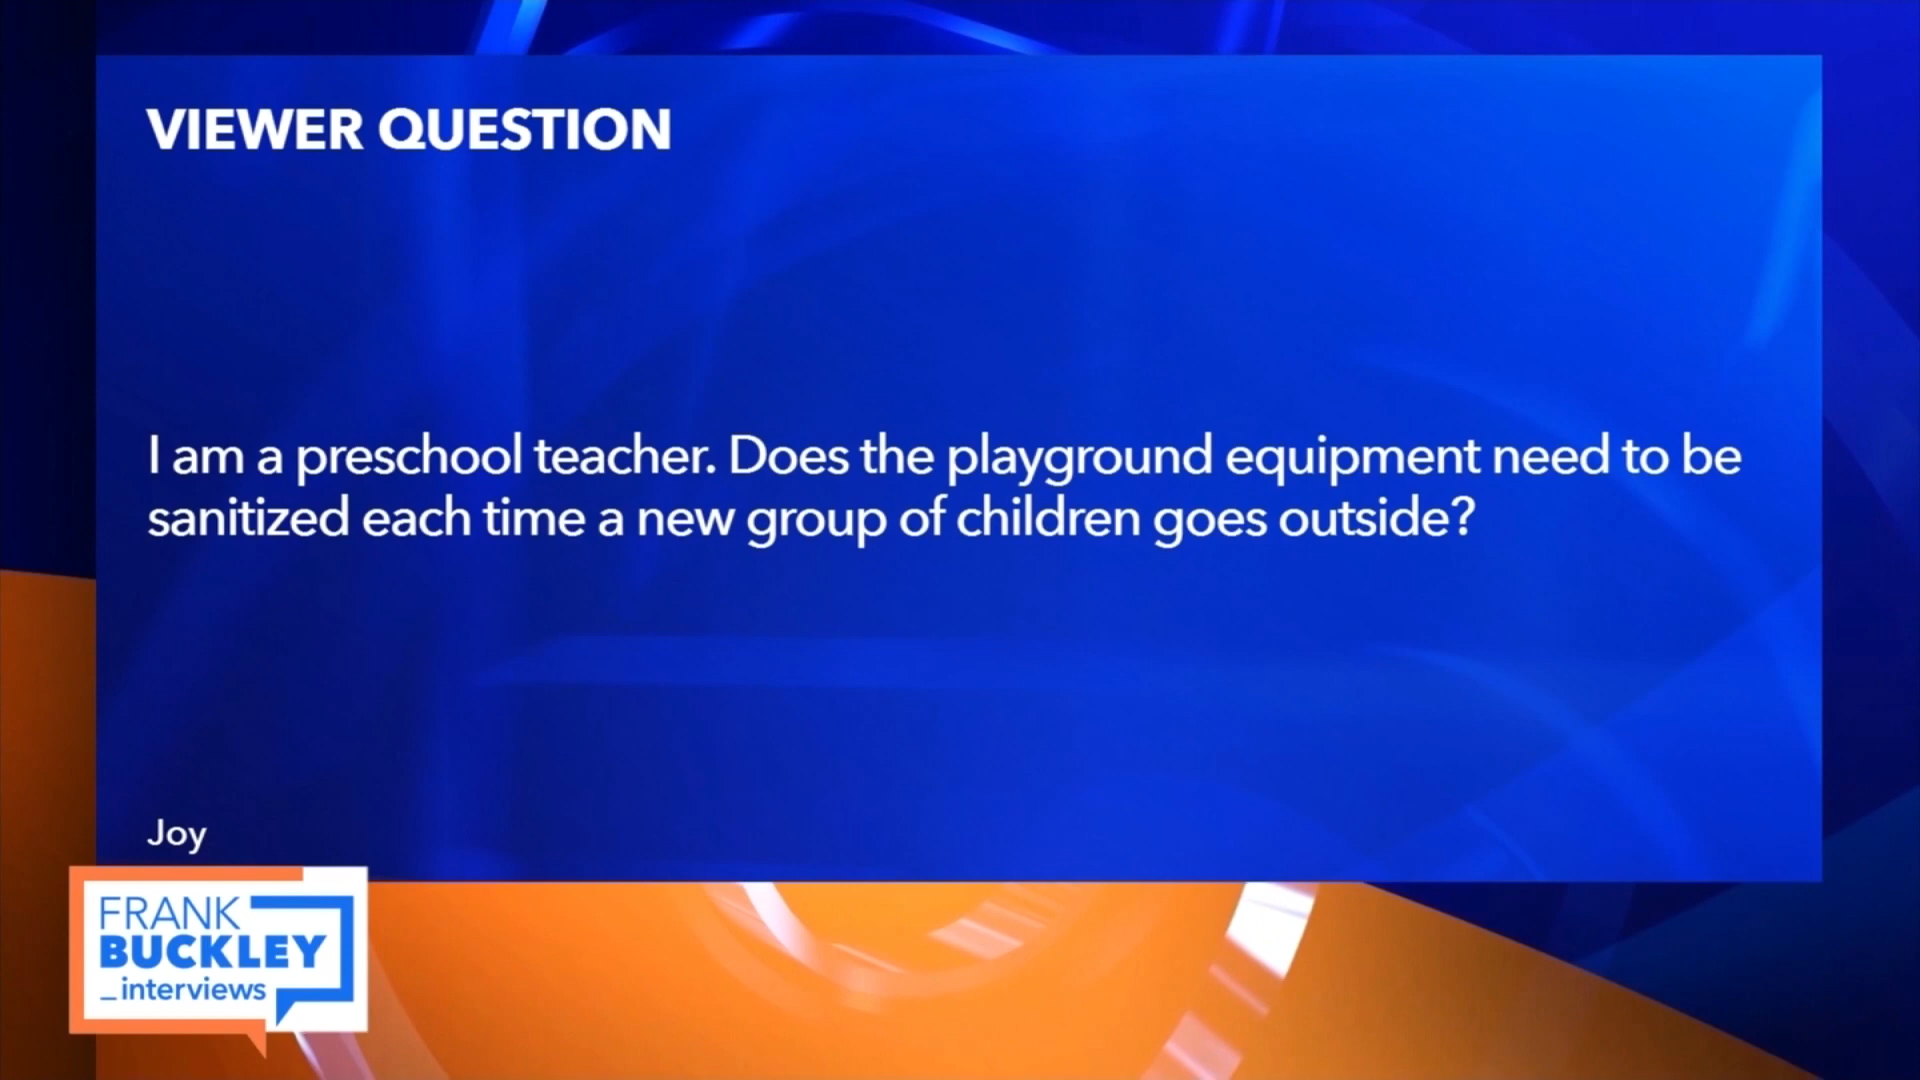 VIEWER QUESTION
I am a preschool teacher. Does the playground equipment need to be
sanitized each time a new group of children goes outside?
Joy
FRANK
BUCKLEY
_interviews